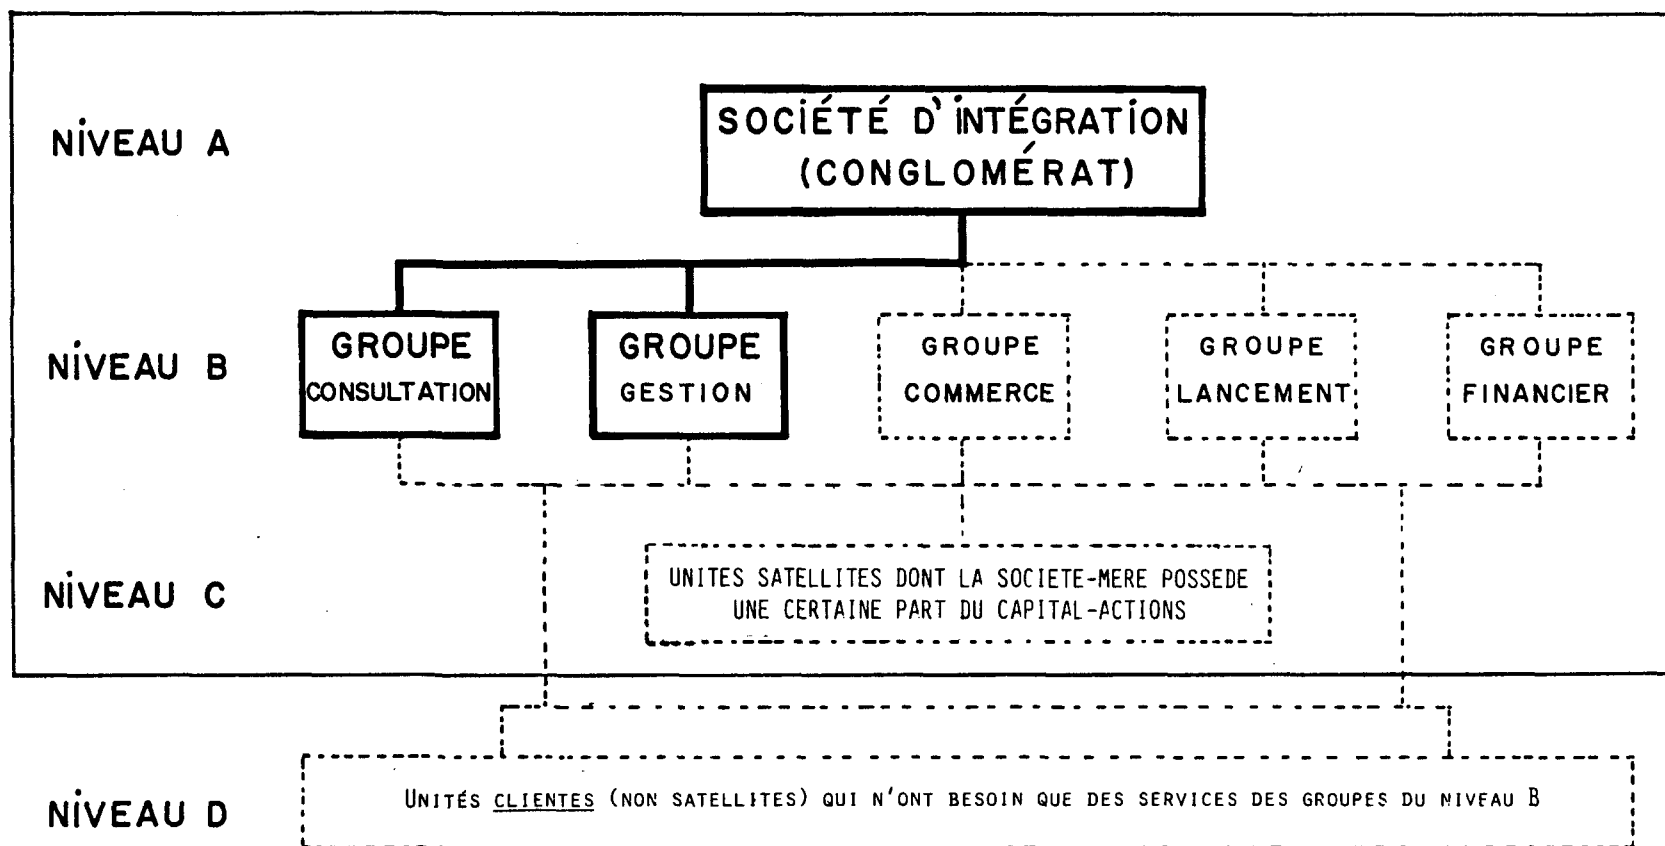 NIVEAU A
SOCIÉTÉ D'INTÉGRATION
(CONGLOMÉRAT)
NIVEAU B
GROUPE
CONSULTATION
GROUPE
GESTION
GROUPE
COMMERCE
GROUPE
LANCEMENT
GROUPE
FINANCIER
NIVEAU C
UNITES SATELLITES DONT LA SOCIETE-MERE POSSEDE
UNE CERTAINE PART DU CAPITAL-ACTIONS
NIVEAU D
UNITÉS CLIENTES (NON SATELLITES) QUI N'ONT BESOIN QUE DES SERVICES DES GROUPES DU NIVEAU B